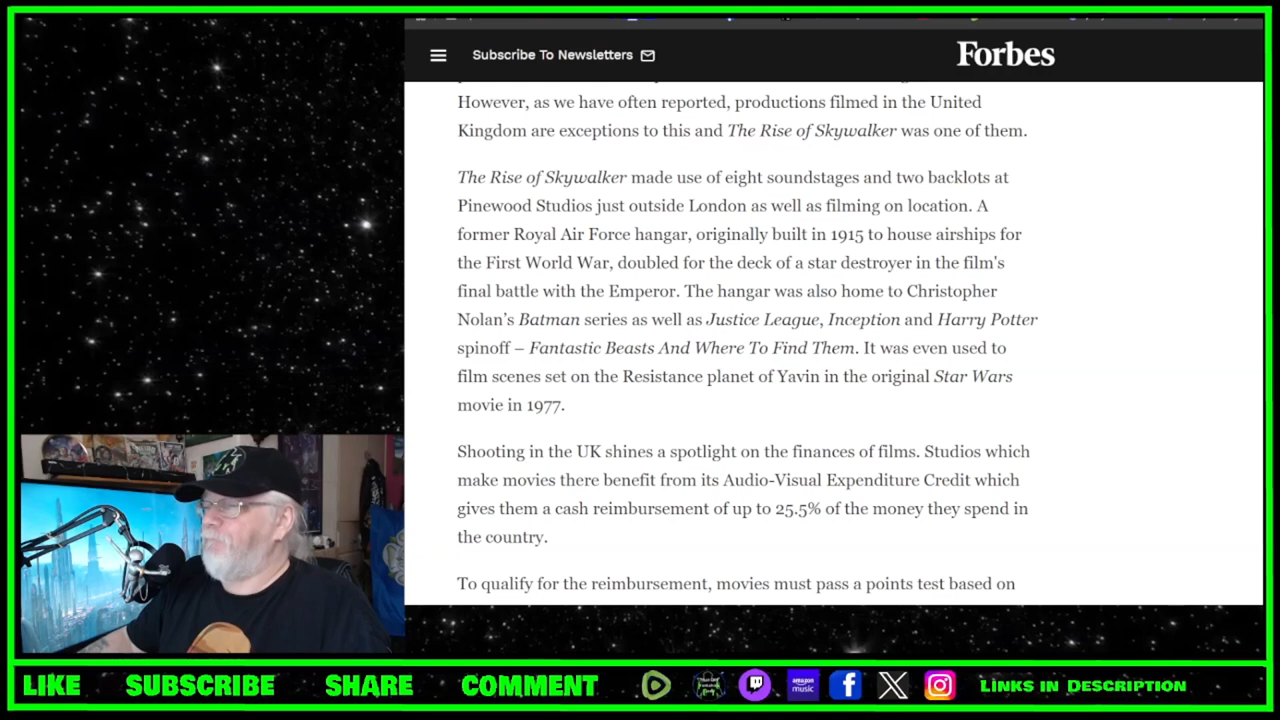 Subscribe To Newsletters
Forbes
However, as we have often reported, productions filmed in the United
Kingdom are exceptions to this and The Rise of Skywalker was one of them.
The Rise of Skywalker made use of eight soundstages and two backlots at
Pinewood Studios just outside London as well as filming on location. A
former Royal Air Force hangar, originally built in 1915 to house airships for
the First World War, doubled for the deck of a star destroyer in the film's
final battle with the Emperor. The hangar was also home to Christopher
Nolan’s Batman series as well as Justice League, Inception and Harry Potter
spinoff – Fantastic Beasts And Where To Find Them. It was even used to
film scenes set on the Resistance planet of Yavin in the original Star Wars
movie in 1977.
Shooting in the UK shines a spotlight on the finances of films. Studios which
make movies there benefit from its Audio-Visual Expenditure Credit which
gives them a cash reimbursement of up to 25.5% of the money they spend in
the country.
To qualify for the reimbursement, movies must pass a points test based on
LIKE SUBSCRIBE SHARE COMMENT amazon music LINKS IN DESCRIPTION